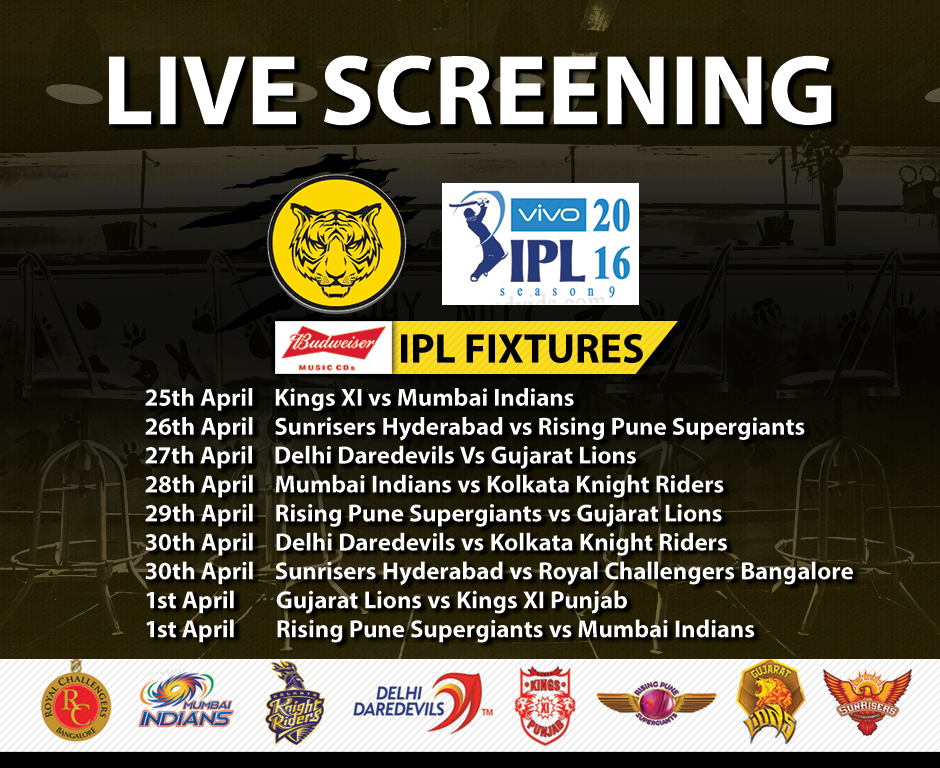 LIVE SCREENING
vivo 20
IPL 16
season 9
Budweiser
MUSIC CDs
IPL FIXTURES
25th April Kings XI vs Mumbai Indians
26th April Sunrisers Hyderabad vs Rising Pune Supergiants
27th April Delhi Daredevils Vs Gujarat Lions
28th April Mumbai Indians vs Kolkata Knight Riders
29th April Rising Pune Supergiants vs Gujarat Lions
30th April Delhi Daredevils vs Kolkata Knight Riders
30th April Sunrisers Hyderabad vs Royal Challengers Bangalore
1st April Gujarat Lions vs Kings XI Punjab
1st April Rising Pune Supergiants vs Mumbai Indians
ROYAL CHALLENGERS
RC
BANGALORE
MUMBAI
INDIANS
KOLKATA
Knight
Riders
DELHI
DAREDEVILS TM
KINGS
XI
PUNJAB
RISING PUNE
SUPERGIANTS
GUJARAT
LIONS
SUNRISERS